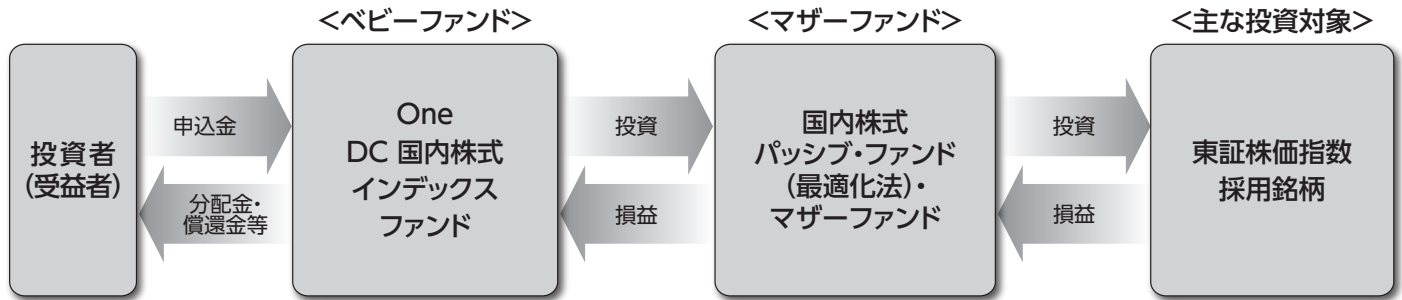 <ベビーファンド>
<マザーファンド>
<主な投資対象>
投資者
(受益者)
申込金
分配金・
償還金等
One
DC 国内株式
インデックス
ファンド
投資
損益
国内株式
パッシブ・ファンド
(最適化法)・
マザーファンド
投資
損益
東証株価指数
採用銘柄